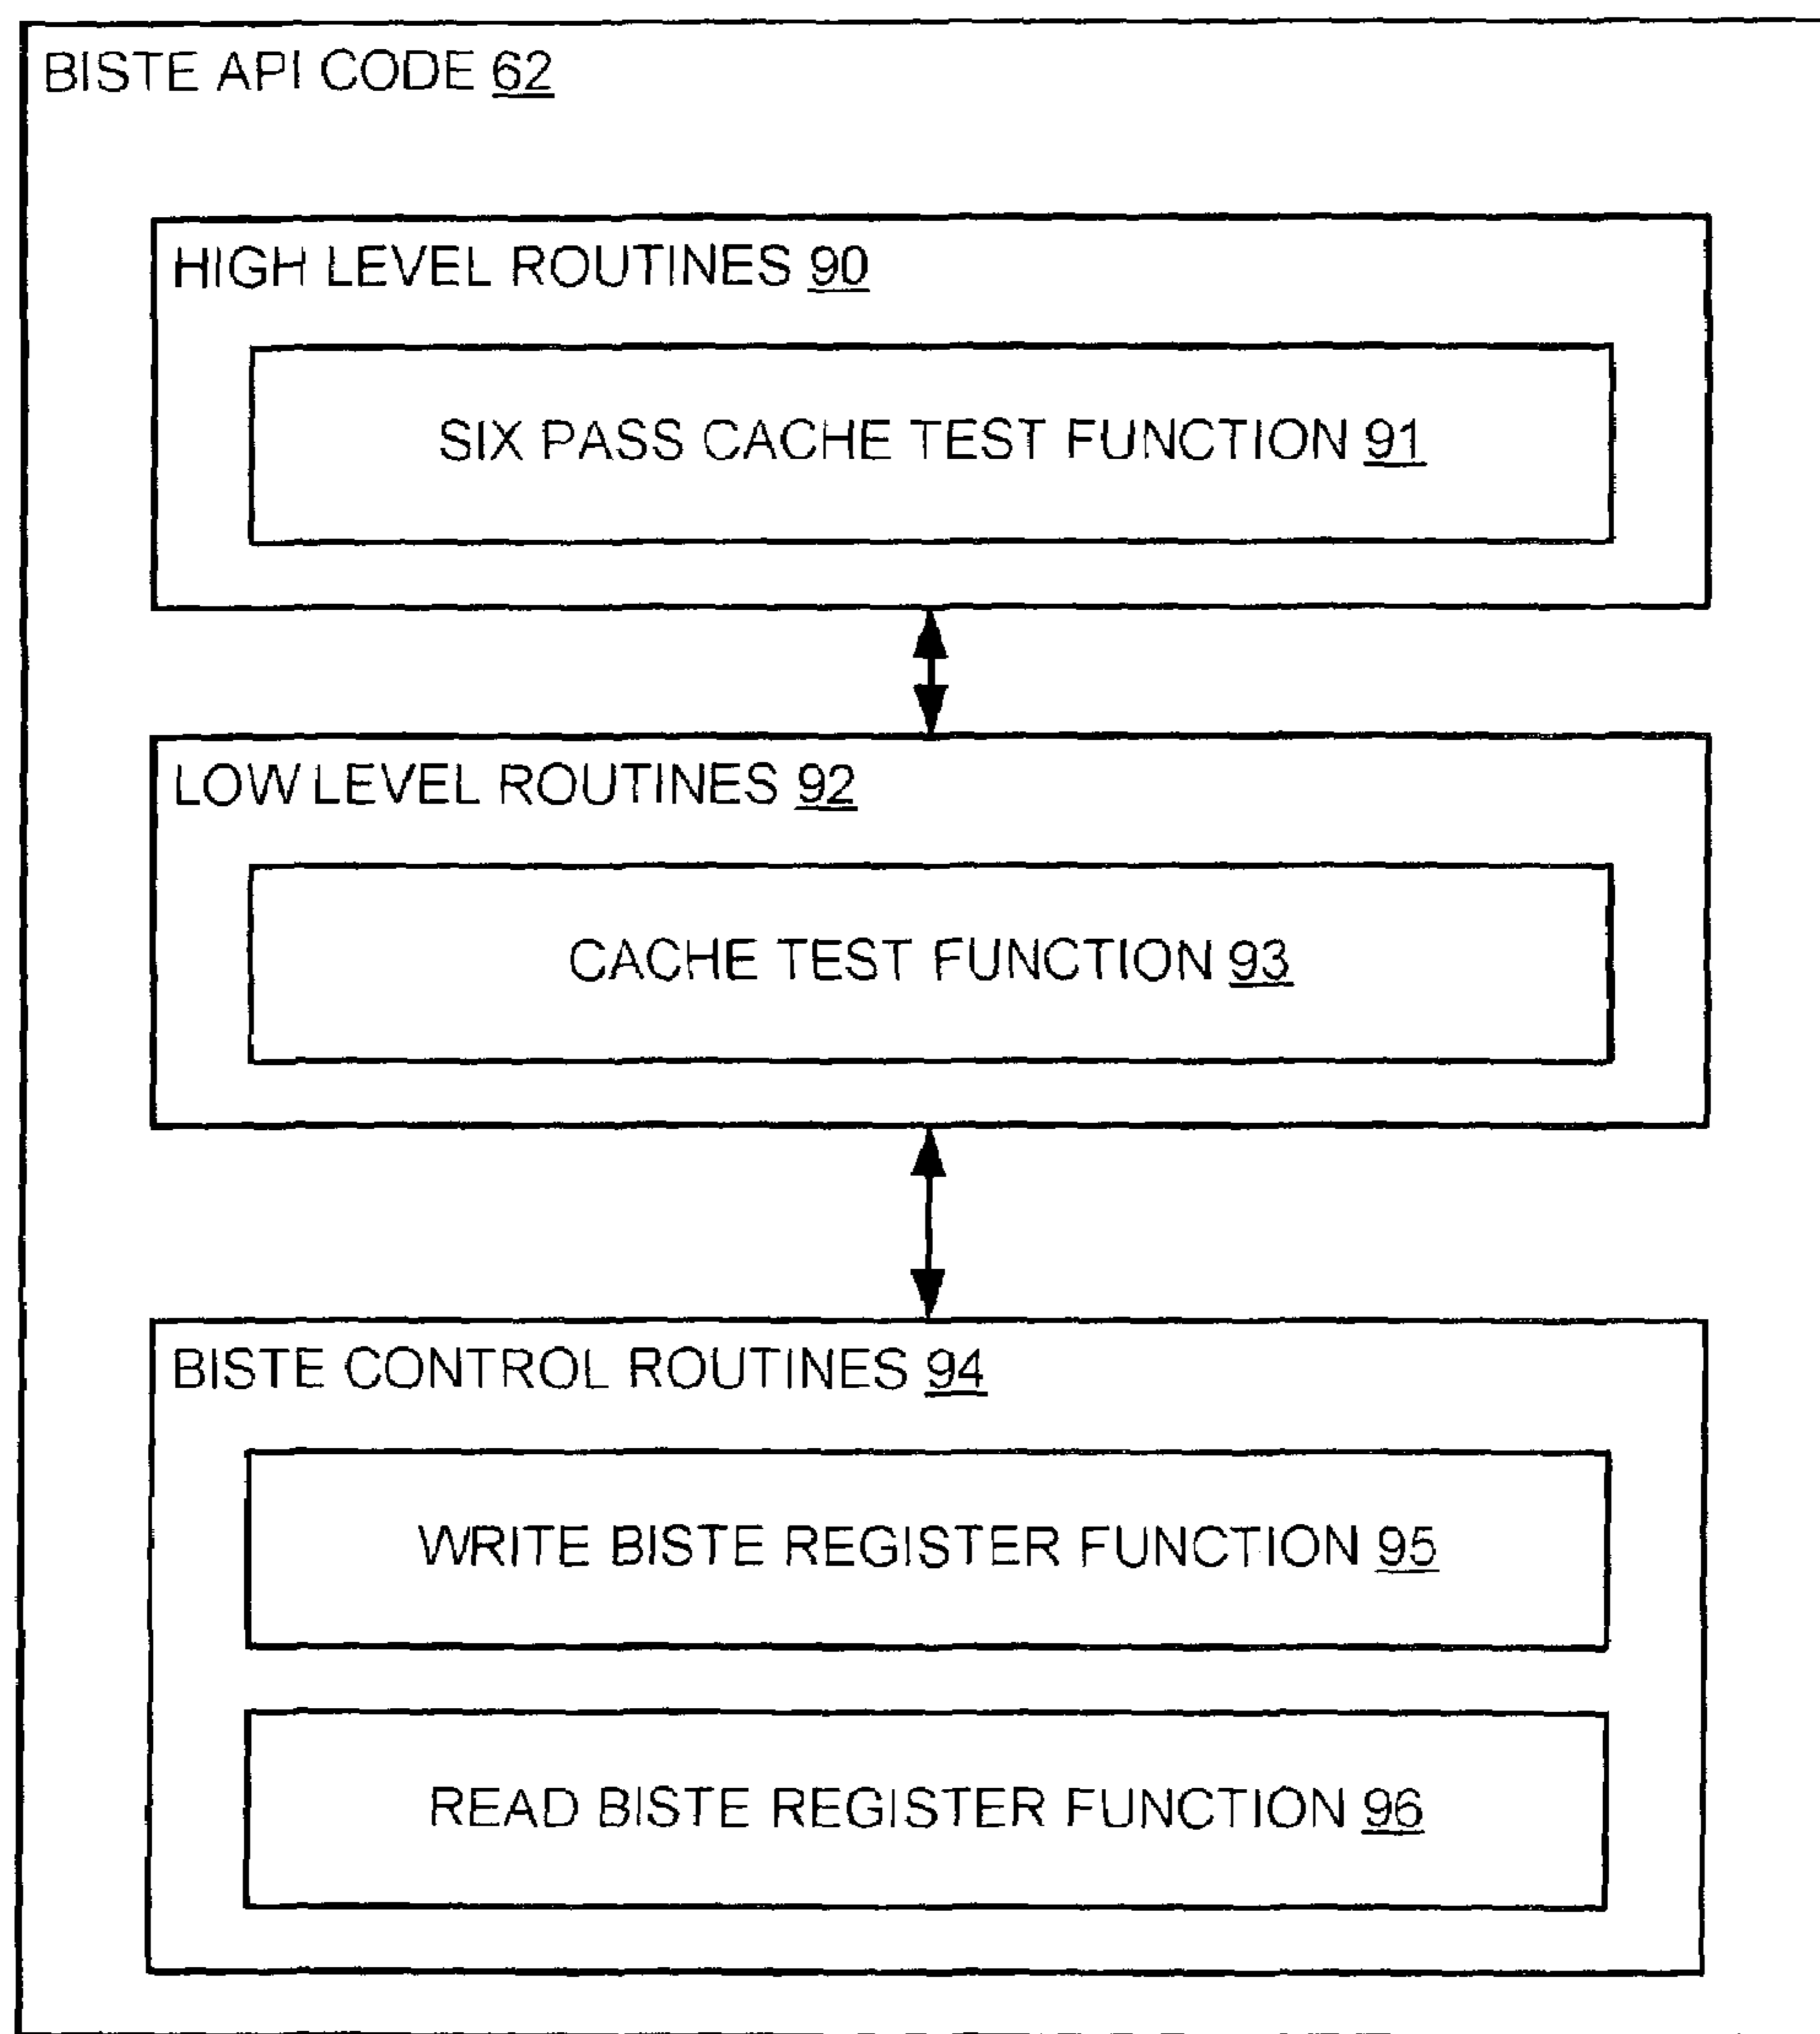 BISTE API CODE 62
HIGH LEVEL ROUTINES 90
SIX PASS CACHE TEST FUNCTION 91
LOW LEVEL ROUTINES 92
CACHE TEST FUNCTION 93
BISTE CONTROL ROUTINES 94
WRITE BISTE REGISTER FUNCTION 95
READ BISTE REGISTER FUNCTION 96